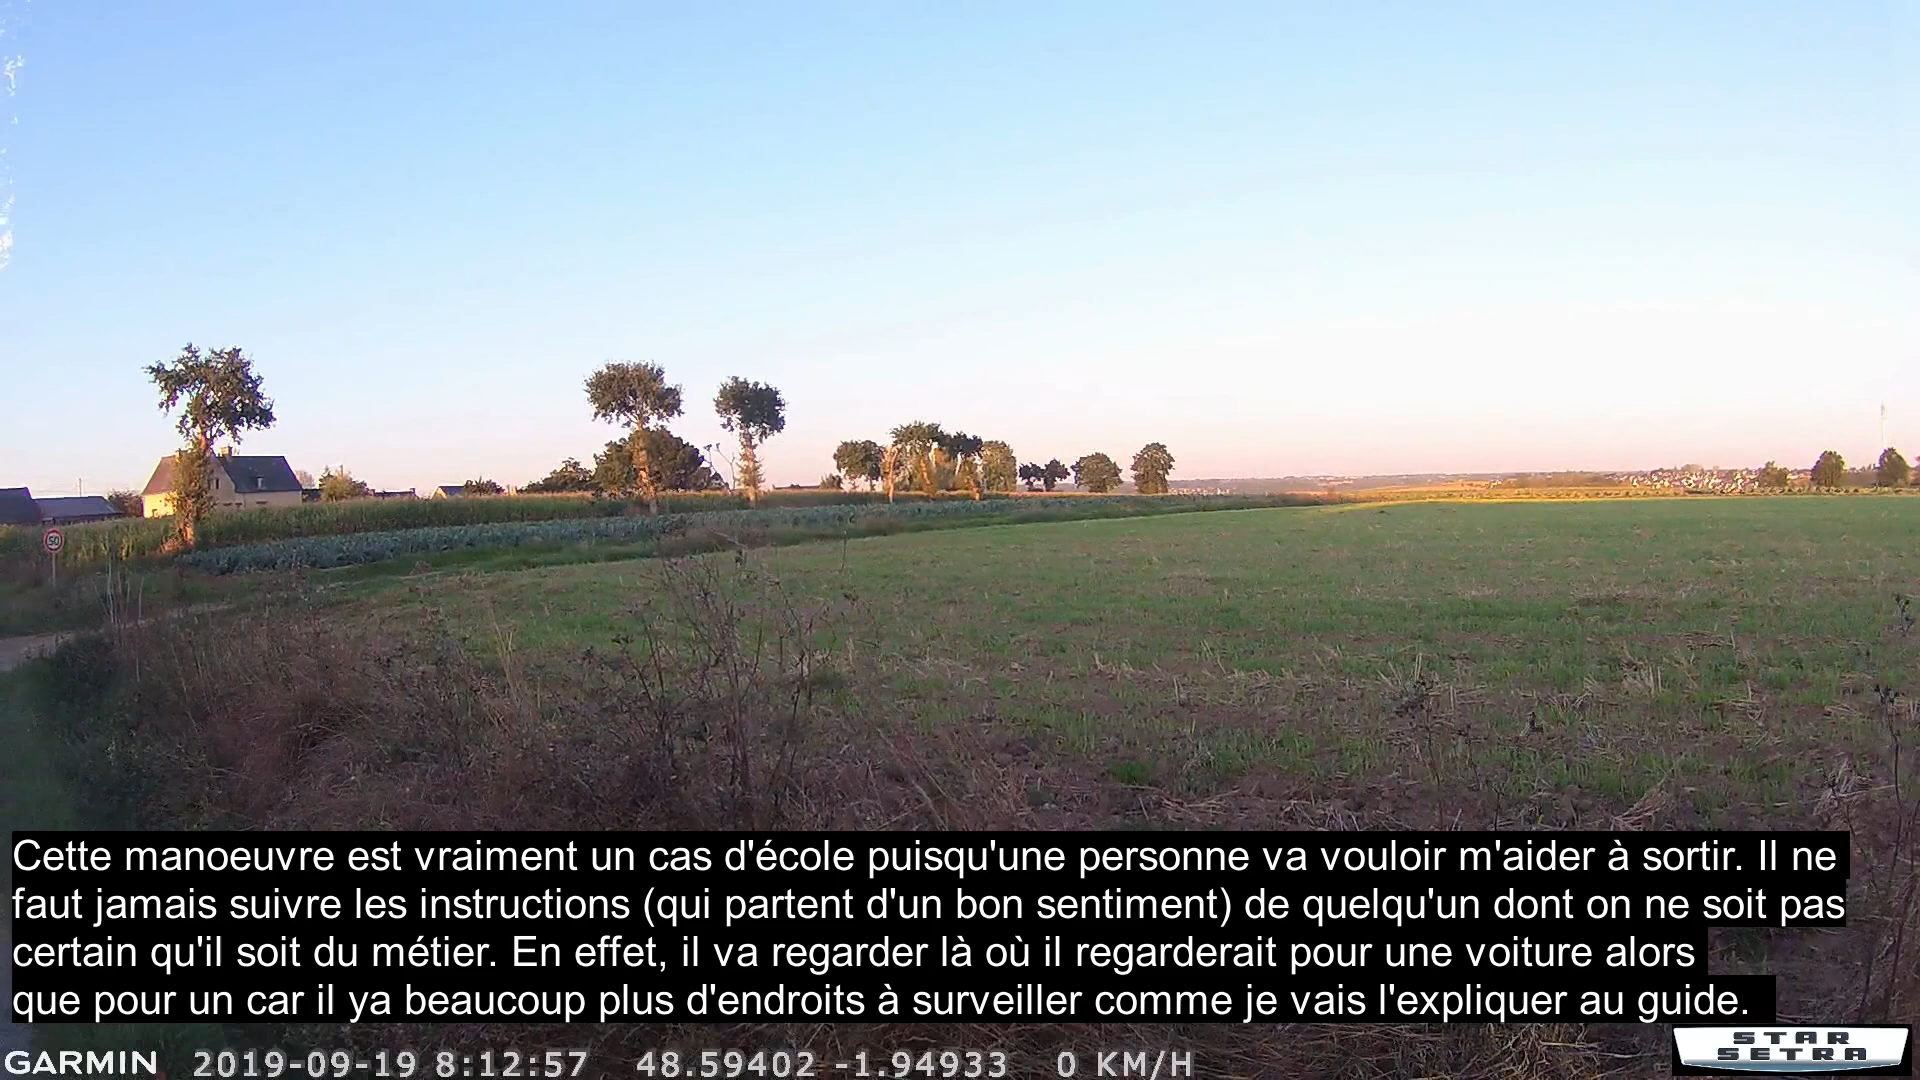 50
Cette manoeuvre est vraiment un cas d'école puisqu'une personne va vouloir m'aider à sortir. Il ne
faut jamais suivre les instructions (qui partent d'un bon sentiment) de quelqu'un dont on ne soit pas
certain qu'il soit du métier. En effet, il va regarder là où il regarderait pour une voiture alors
que pour un car il ya beaucoup plus d'endroits à surveiller comme je vais l'expliquer au guide.
STAR
SETRA
GARMIN 2019-09-19 8:12:57 48.59402 -1.94933 0 KM/H